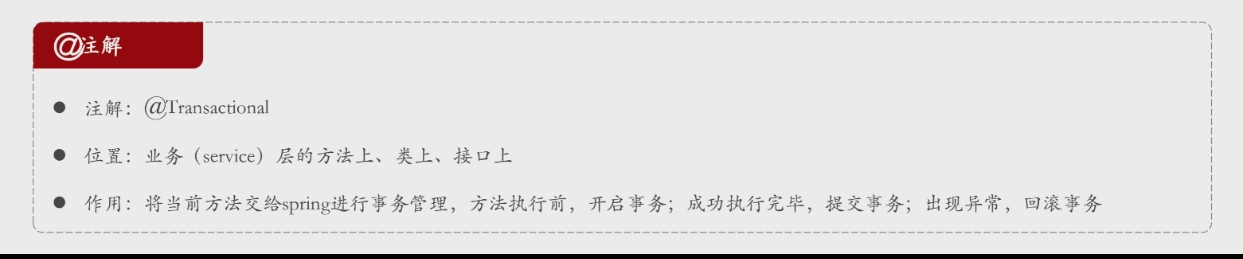 @注解
● 注解：@Transactional
● 位置：业务（service）层的方法上、类上、接口上
● 作用：将当前方法交给spring进行事务管理，方法执行前，开启事务；成功执行完毕，提交事务；出现异常，回滚事务